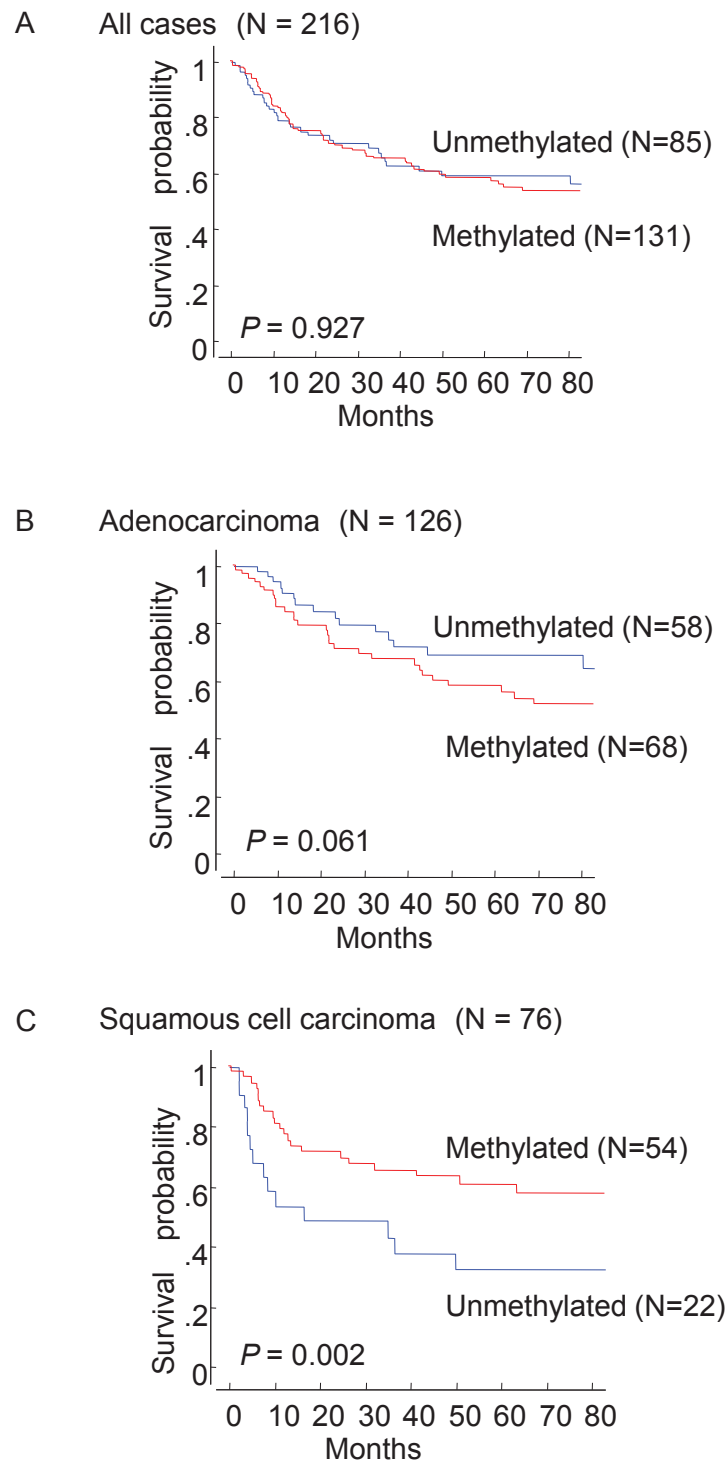 A All cases (N = 216)
Survival probability
1
.8
.6
.4
.2
0
Unmethylated (N=85)
Methylated (N=131)
P = 0.927
0 10 20 30 40 50 60 70 80
Months
B Adenocarcinoma (N = 126)
Survival probability
1
.8
.6
.4
.2
0
Unmethylated (N=58)
Methylated (N=68)
P = 0.061
0 10 20 30 40 50 60 70 80
Months
C Squamous cell carcinoma (N = 76)
Survival probability
1
.8
.6
.4
.2
0
Methylated (N=54)
Unmethylated (N=22)
P = 0.002
0 10 20 30 40 50 60 70 80
Months